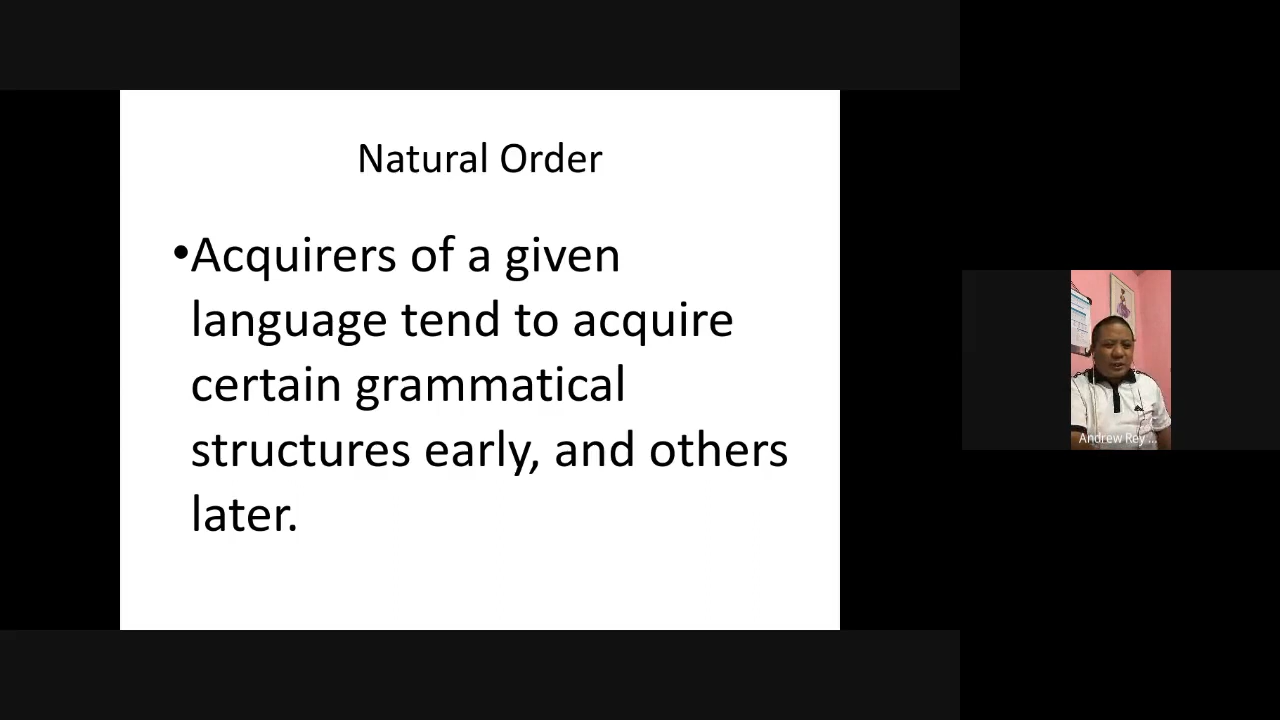 Natural Order
•Acquirers of a given
language tend to acquire
certain grammatical
structures early, and others
later.
Andrew Rey ...